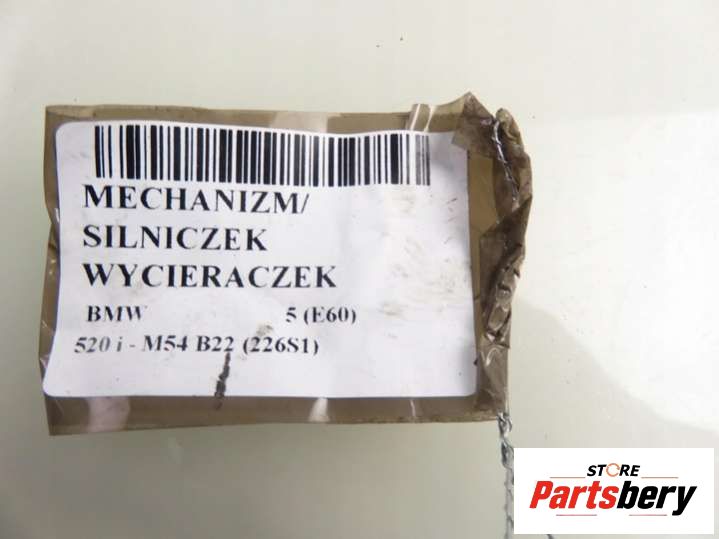 MECHANIZM/
SILNICZEK
WYCIERACZEK
BMW 5 (E60)
520 i - M54 B22 (226S1)
STORE
Partsbery